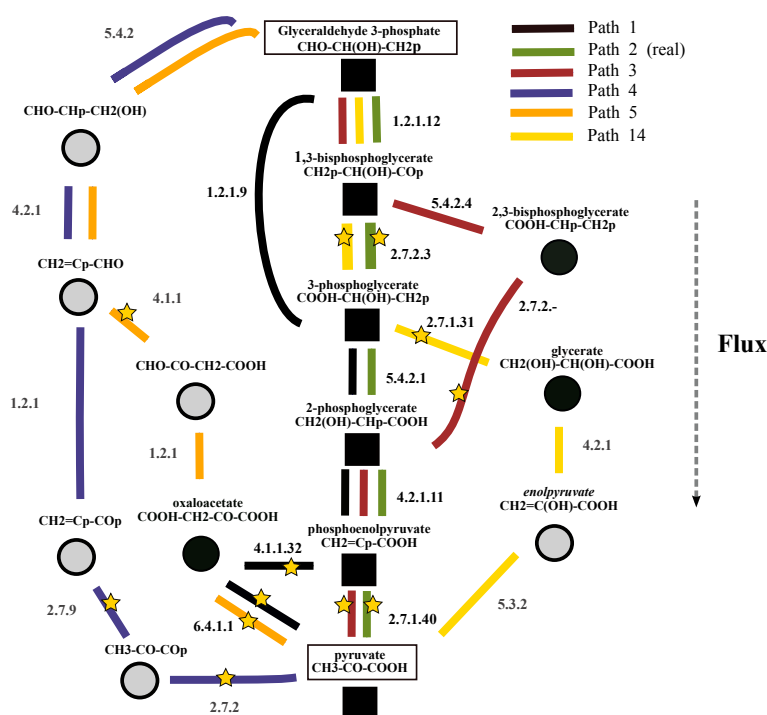 Glyceraldehyde 3-phosphate
CHO-CH(OH)-CH2p
Path 1
Path 2 (real)
Path 3
Path 4
Path 5
Path 14
5.4.2
CHO-CHp-CH2(OH)
1.2.1.12
1,3-bisphosphoglycerate
CH2p-CH(OH)-COp
1.2.1.9
4.2.1
5.4.2.4
2,3-bisphosphoglycerate
COOH-CHp-CH2p
2.7.2.3
CH2=Cp-CHO
4.1.1
3-phosphoglycerate
COOH-CH(OH)-CH2p
2.7.2.-
2.7.1.31
Flux
glycerate
CH2(OH)-CH(OH)-COOH
CHO-CO-CH2-COOH
1.2.1
5.4.2.1
2-phosphoglycerate
CH2(OH)-CHp-COOH
1.2.1
4.2.1
4.2.1.11
enolpyruvate
CH2=C(OH)-COOH
oxaloacetate
COOH-CH2-CO-COOH
CH2=Cp-COp
phosphoenolpyruvate
CH2=Cp-COOH
4.1.1.32
2.7.9
6.4.1.1
2.7.1.40
5.3.2
CH3-CO-COp
pyruvate
CH3-CO-COOH
2.7.2